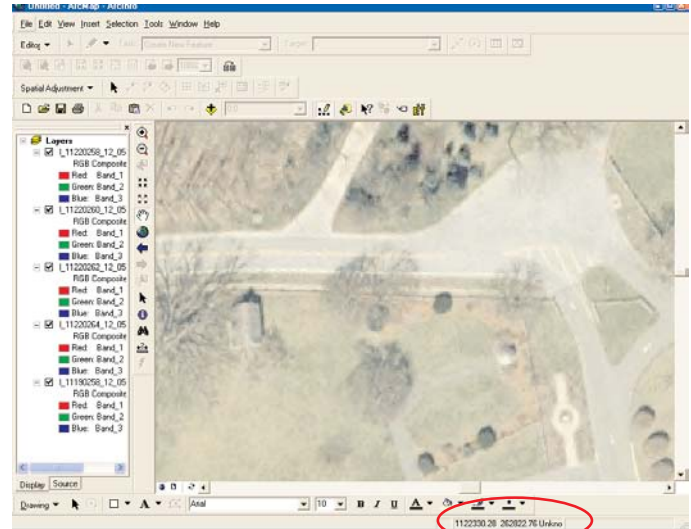 Untitled - ArcMap - ArcInfo
File Edit View Insert Selection Tools Window Help
Editor Task: Create New Feature Target:
Spatial Adjustment
Layers
I_11220258_12_05
RGB Composite
Red: Band_1
Green: Band_2
Blue: Band_3
I_11220260_12_05
RGB Composite
Red: Band_1
Green: Band_2
Blue: Band_3
I_11220262_12_05
RGB Composite
Red: Band_1
Green: Band_2
Blue: Band_3
I_11220264_12_05
RGB Composite
Red: Band_1
Green: Band_2
Blue: Band_3
I_11190258_12_05
RGB Composite
Red: Band_1
Green: Band_2
Blue: Band_3
Display Source
Drawing A Arial 10 B I U A
1122330.28 262822.76 Unkno